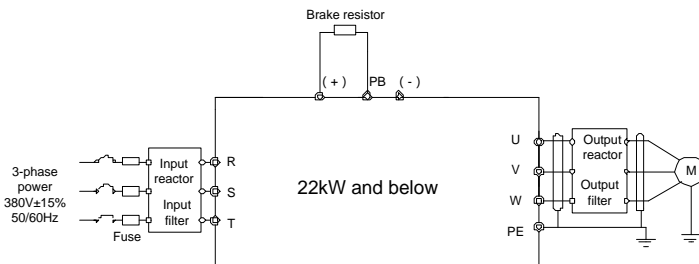 Brake resistor
(+)
PB
(-)
3-phase
power
380V±15%
50/60Hz
Fuse
Input
reactor
Input
filter
R
S
T
22kW and below
U
V
W
PE
Output
reactor
Output
filter
M